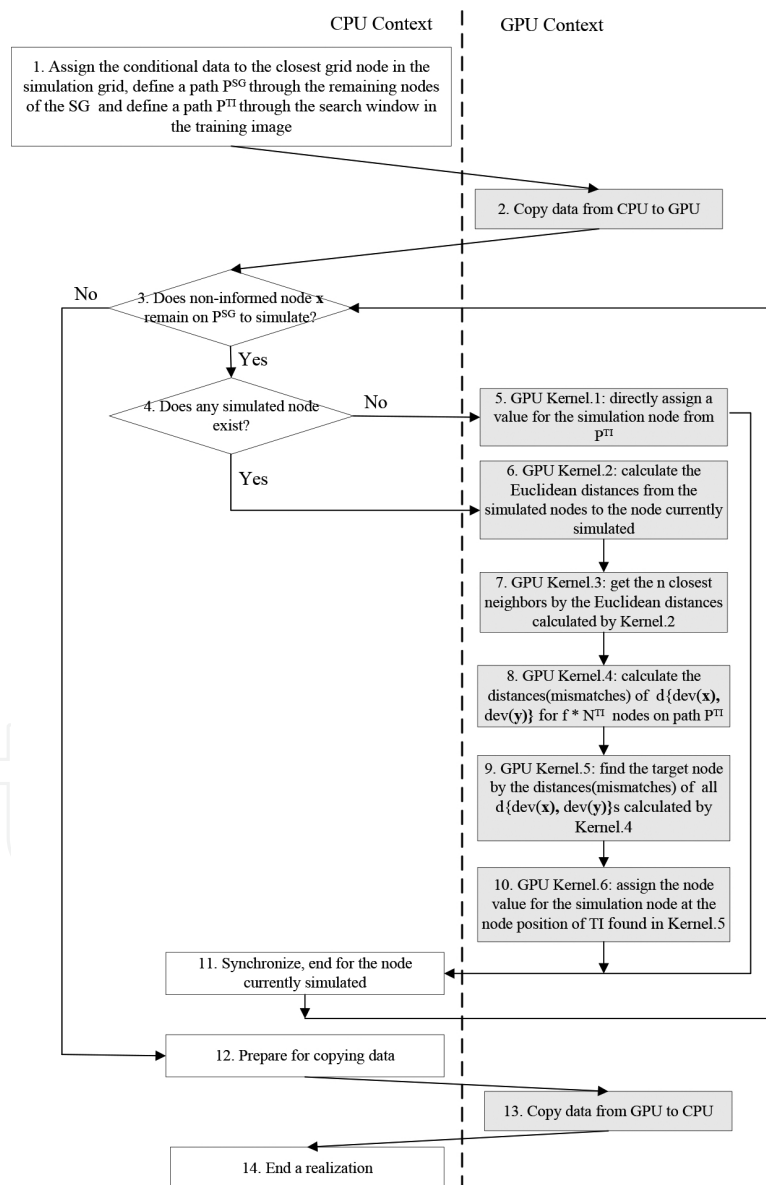 CPU Context
GPU Context
1. Assign the conditional data to the closest grid node in the
simulation grid, define a path P^SG through the remaining nodes
of the SG and define a path P^TI through the search window in
the training image
2. Copy data from CPU to GPU
No
3. Does non-informed node x
remain on P^SG to simulate?
Yes
4. Does any simulated node
exist?
No
5. GPU Kernel.1: directly assign a
value for the simulation node from
P^TI
Yes
6. GPU Kernel.2: calculate the
Euclidean distances from the
simulated nodes to the node currently
simulated
7. GPU Kernel.3: get the n closest
neighbors by the Euclidean distances
calculated by Kernel.2
8. GPU Kernel.4: calculate the
distances(mismatches) of d{dev(x),
dev(y)} for f * N^TI nodes on path P^TI
9. GPU Kernel.5: find the target node
by the distances(mismatches) of all
d{dev(x), dev(y)}s calculated by
Kernel.4
10. GPU Kernel.6: assign the node
value for the simulation node at the
node position of TI found in Kernel.5
11. Synchronize, end for the node
currently simulated
12. Prepare for copying data
13. Copy data from GPU to CPU
14. End a realization